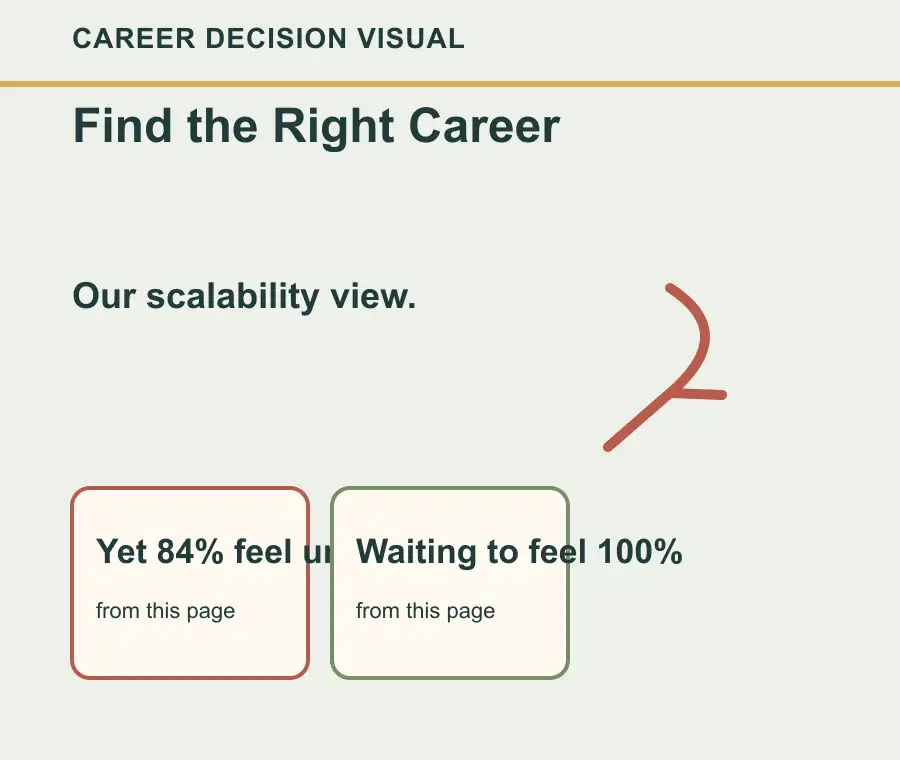 CAREER DECISION VISUAL
Find the Right Career
Our scalability view.
Yet 84% feel
Waiting to feel 100%
from this page
from this page